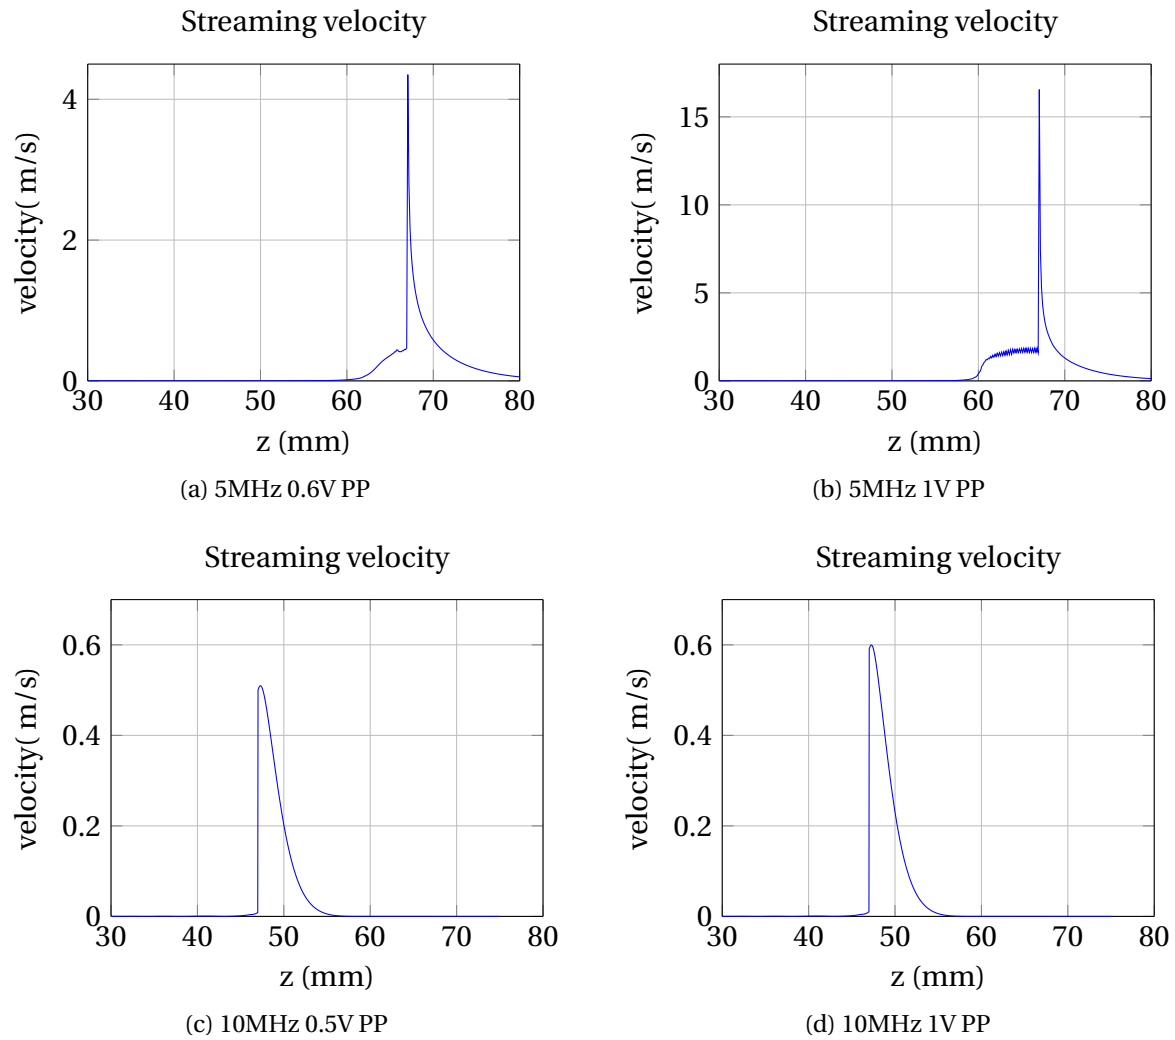 Streaming velocity
4
2
0
30 40 50 60 70 80
velocity( m/s)
z (mm)
(a) 5MHz 0.6V PP
Streaming velocity
15
10
5
0
30 40 50 60 70 80
velocity( m/s)
z (mm)
(b) 5MHz 1V PP
Streaming velocity
0.6
0.4
0.2
0
30 40 50 60 70 80
velocity( m/s)
z (mm)
(c) 10MHz 0.5V PP
Streaming velocity
0.6
0.4
0.2
0
30 40 50 60 70 80
velocity( m/s)
z (mm)
(d) 10MHz 1V PP